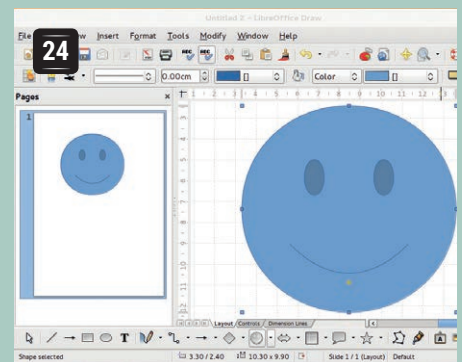 Untitled 2 - LibreOffice Draw
File View Insert Format Tools Modify Window Help
24
0.00cm Color
Pages
1
Layout Controls Dimension Lines
Shape selected 3.30 / 2.40 10.30 x 9.90 Slide 1 / 1 (Layout) Default